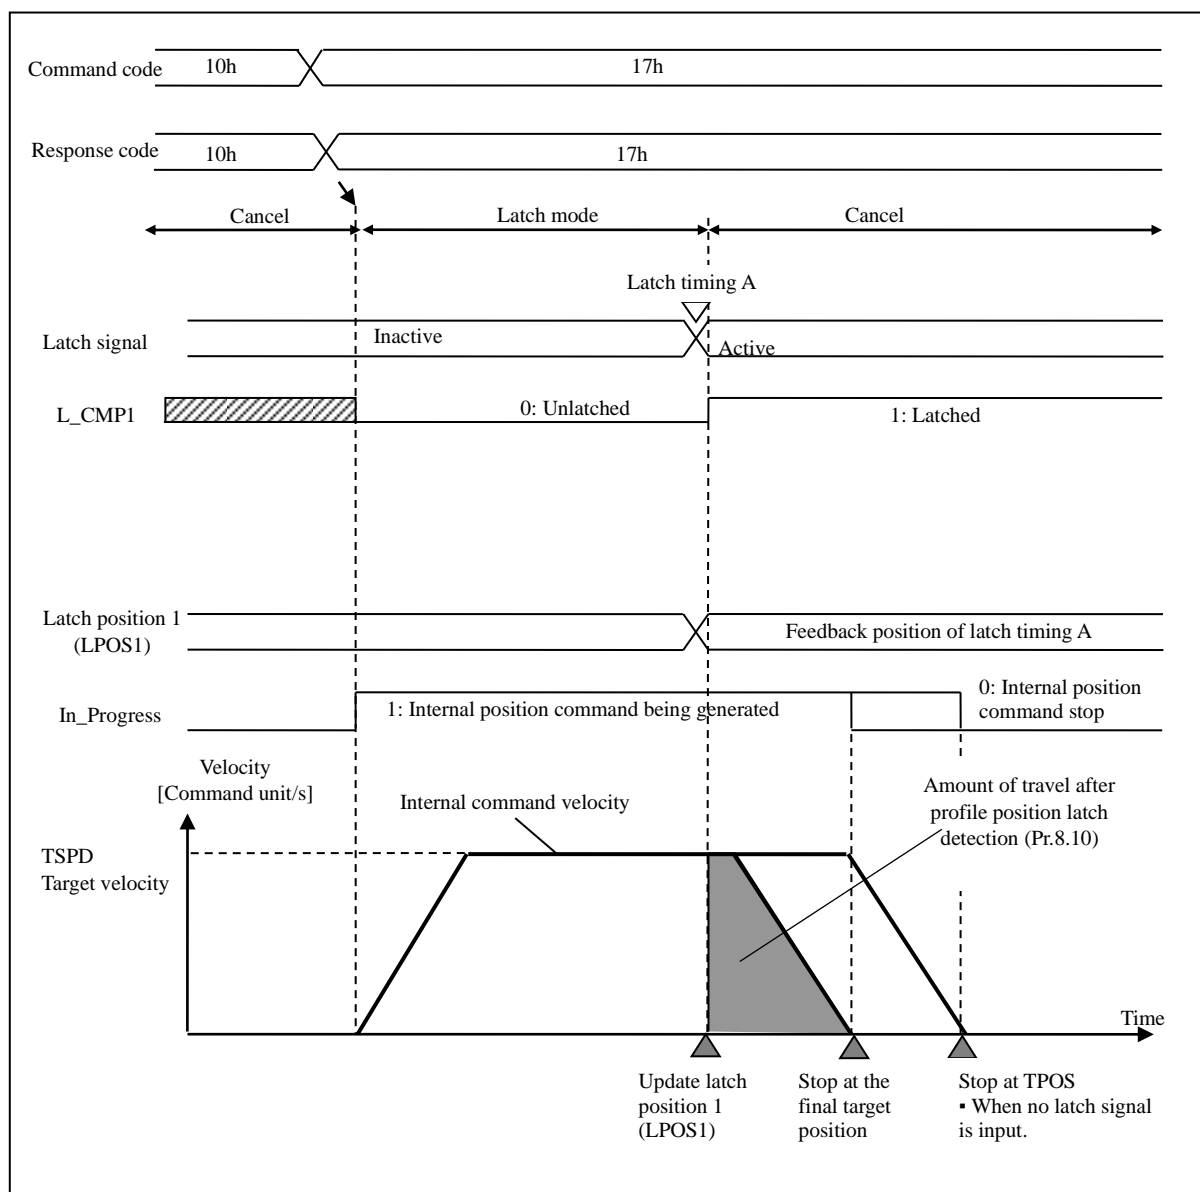 Command code
10h
17h
Response code
10h
17h
Cancel
Latch mode
Cancel
Latch timing A
Latch signal
Inactive
Active
L_CMP1
0: Unlatched
1: Latched
Latch position 1
(LPOS1)
Feedback position of latch timing A
In_Progress
1: Internal position command being generated
0: Internal position
command stop
Velocity
[Command unit/s]
Internal command velocity
Amount of travel after
profile position latch
detection (Pr.8.10)
TSPD
Target velocity
Time
Update latch
position 1
(LPOS1)
Stop at the
final target
position
Stop at TPOS
▪ When no latch signal
is input.